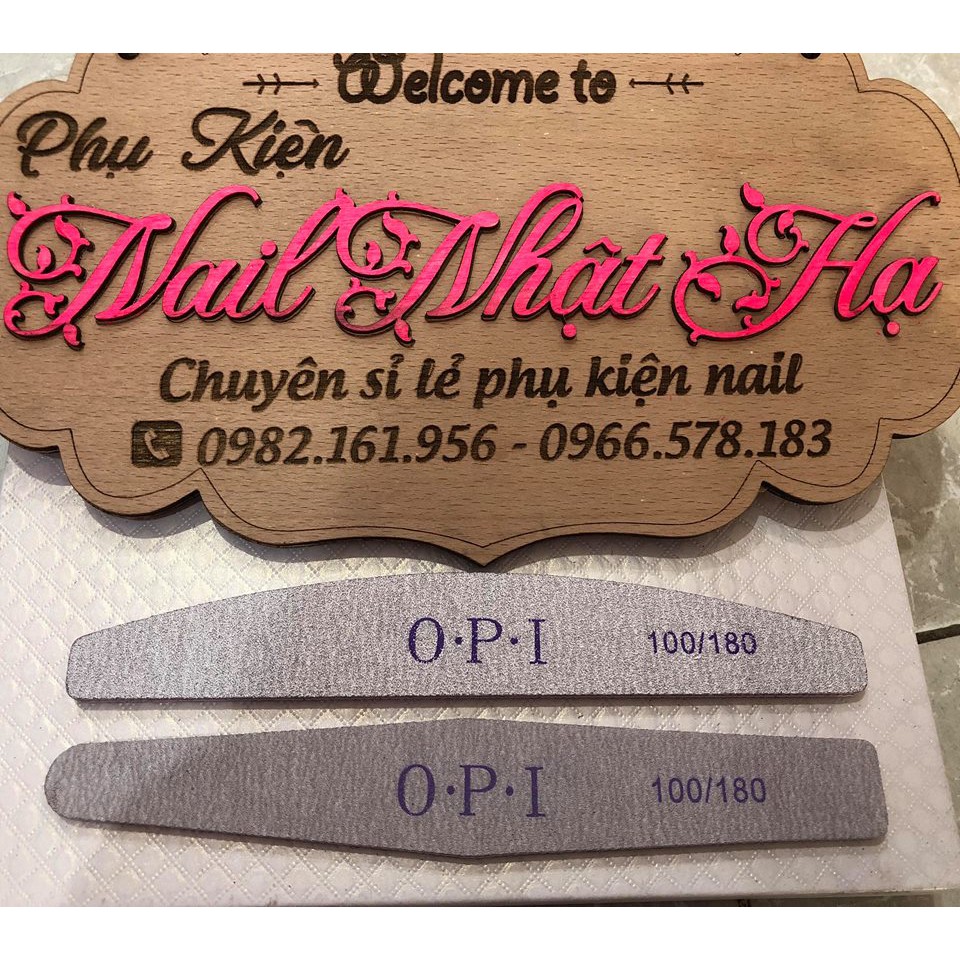 Welcome to
Phụ Kiện
Nail Nhật Hạ
Chuyên sỉ lẻ phụ kiện nail
0982.161.956 - 0966.578.183
O·P·I 100/180
O·P·I 100/180